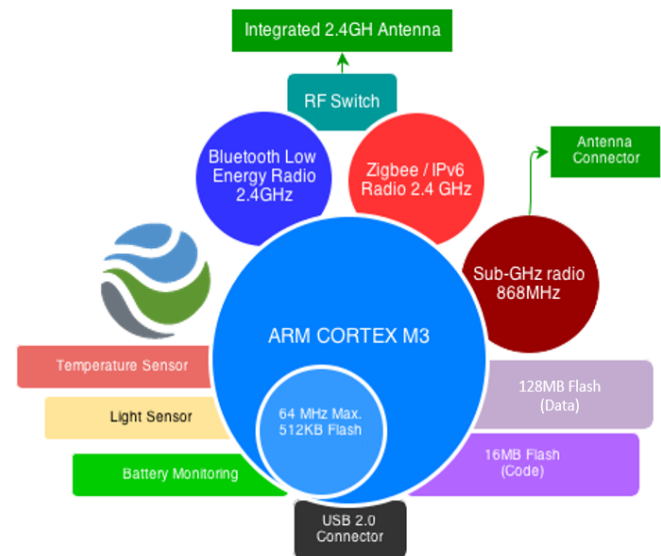 Integrated 2.4GH Antenna
RF Switch
Bluetooth Low
Energy Radio
2.4GHz
Zigbee / IPv6
Radio 2.4 GHz
Antenna
Connector
Sub-GHz radio
868MHz
ARM CORTEX M3
Temperature Sensor
Light Sensor
Battery Monitoring
64 MHz Max.
512KB Flash
128MB Flash
(Data)
16MB Flash
(Code)
USB 2.0
Connector